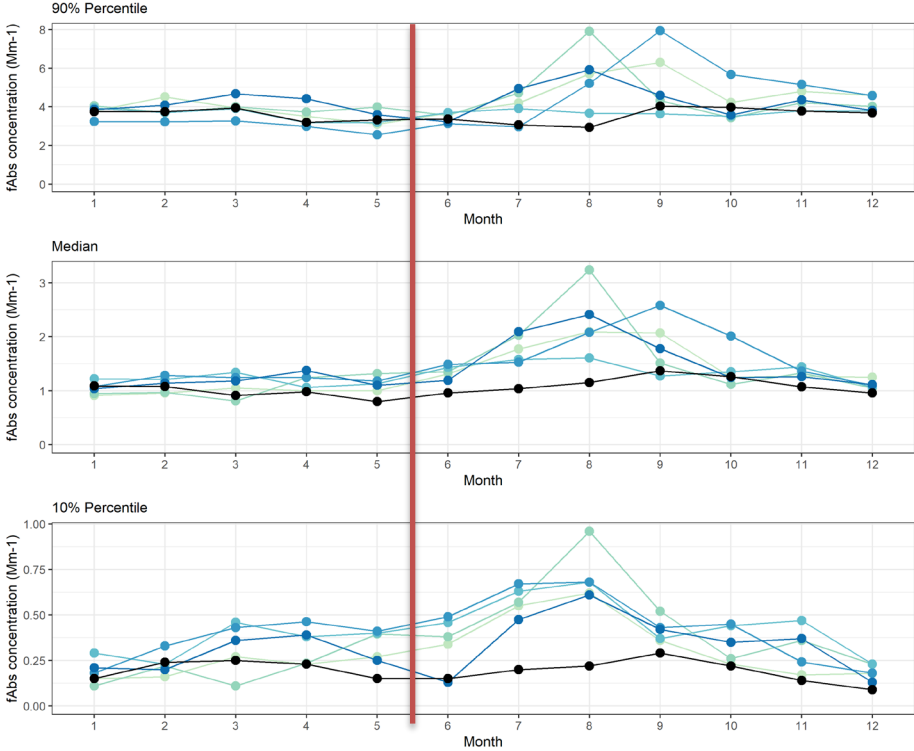 90% Percentile
fAbs concentration (Mm-1)
8
6
4
2
0
1 2 3 4 5 6 7 8 9 10 11 12
Month
Median
fAbs concentration (Mm-1)
3
2
1
0
1 2 3 4 5 6 7 8 9 10 11 12
Month
10% Percentile
fAbs concentration (Mm-1)
1.00
0.75
0.50
0.25
0.00
1 2 3 4 5 6 7 8 9 10 11 12
Month